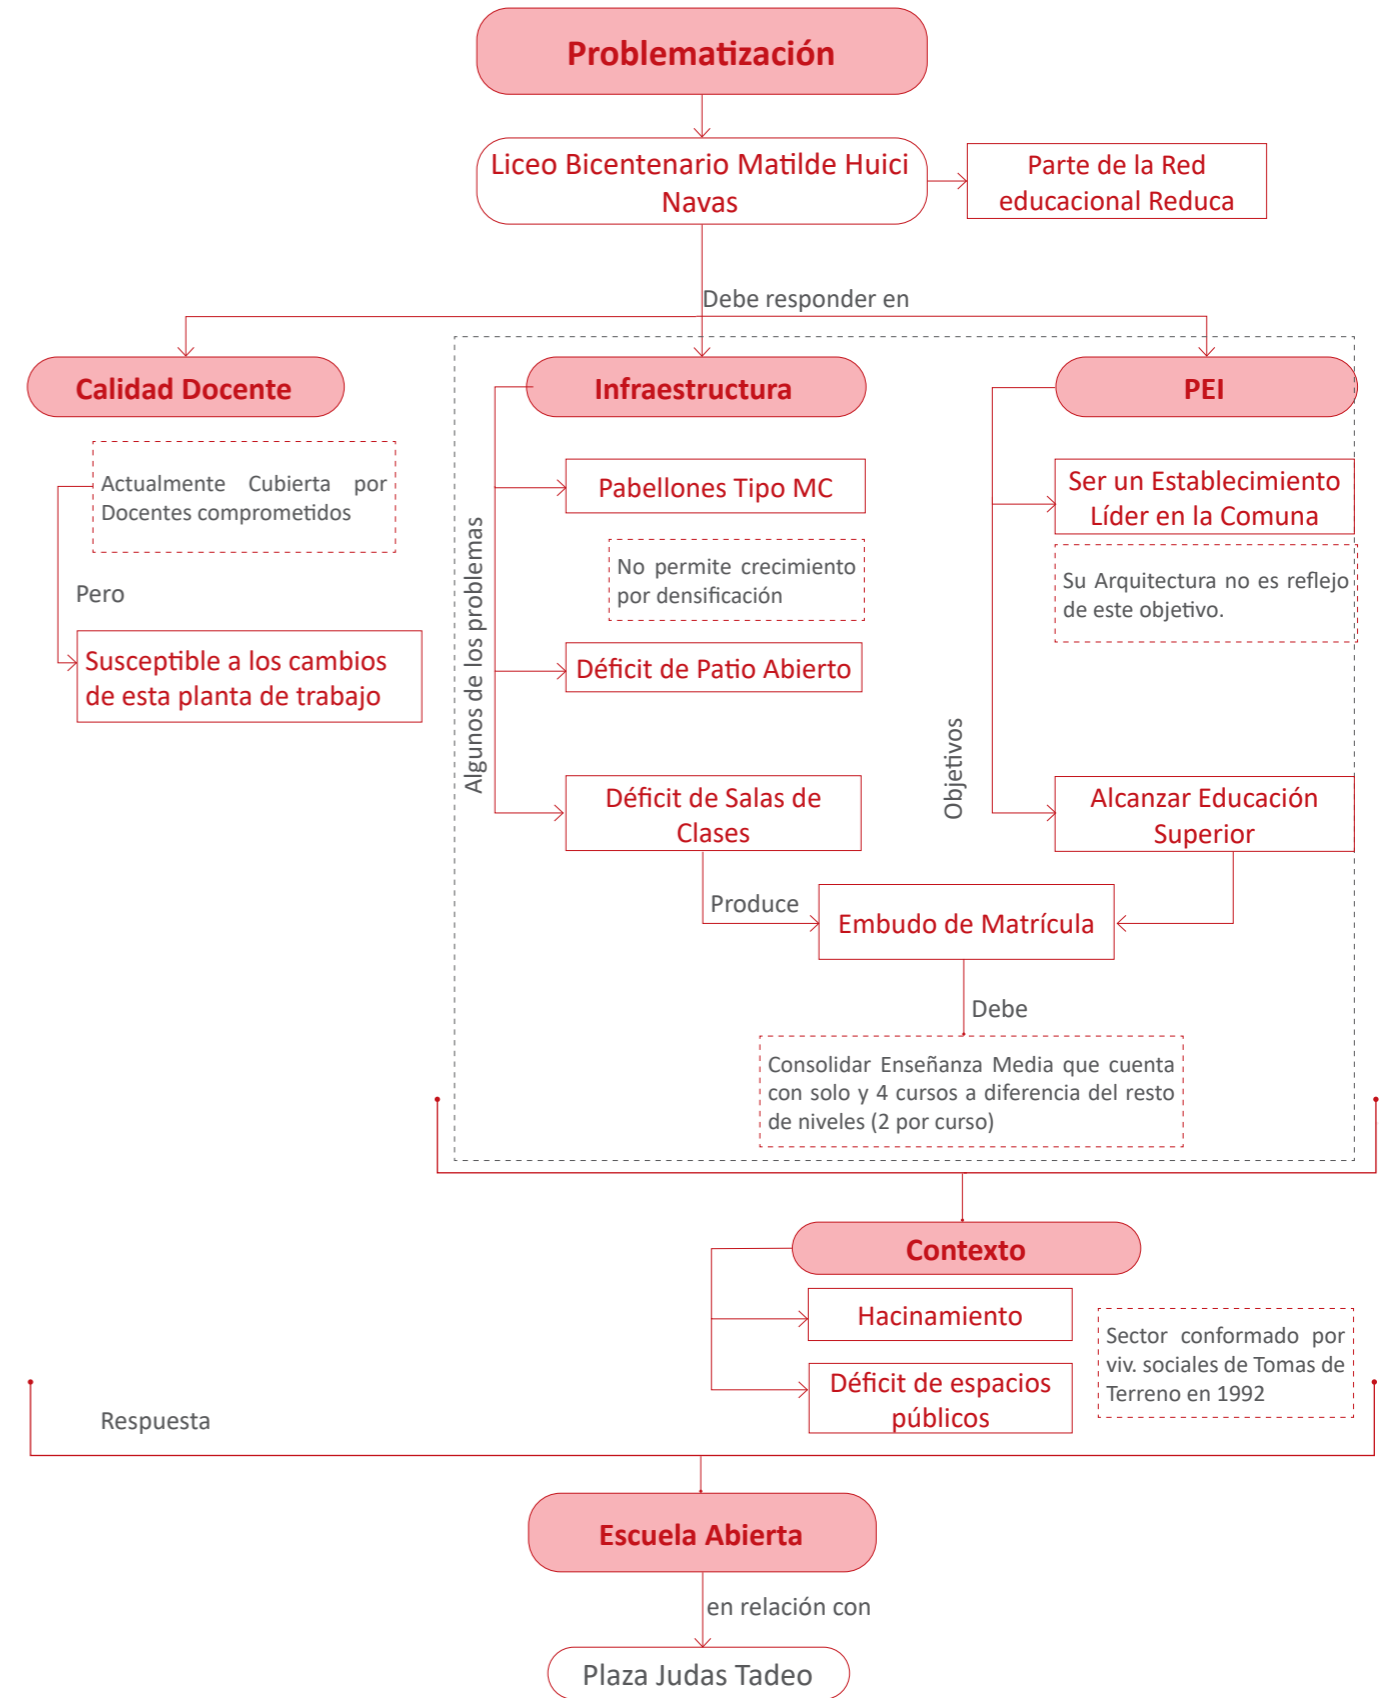 Problematización
Liceo Bicentenario Matilde Huici
Navas
Parte de la Red
educacional Reduca
Debe responder en
Calidad Docente
Actualmente Cubierta por
Docentes comprometidos
Pero
Susceptible a los cambios
de esta planta de trabajo
Infraestructura
Algunos de los problemas
Pabellones Tipo MC
No permite crecimiento
por densificación
Déficit de Patio Abierto
Déficit de Salas de
Clases
PEI
Objetivos
Ser un Establecimiento
Líder en la Comuna
Su Arquitectura no es reflejo
de este objetivo.
Alcanzar Educación
Superior
Produce
Embudo de Matrícula
Debe
Consolidar Enseñanza Media que cuenta
con solo y 4 cursos a diferencia del resto
de niveles (2 por curso)
Contexto
Hacinamiento
Déficit de espacios
públicos
Sector conformado por
viv. sociales de Tomas de
Terreno en 1992
Respuesta
Escuela Abierta
en relación con
Plaza Judas Tadeo